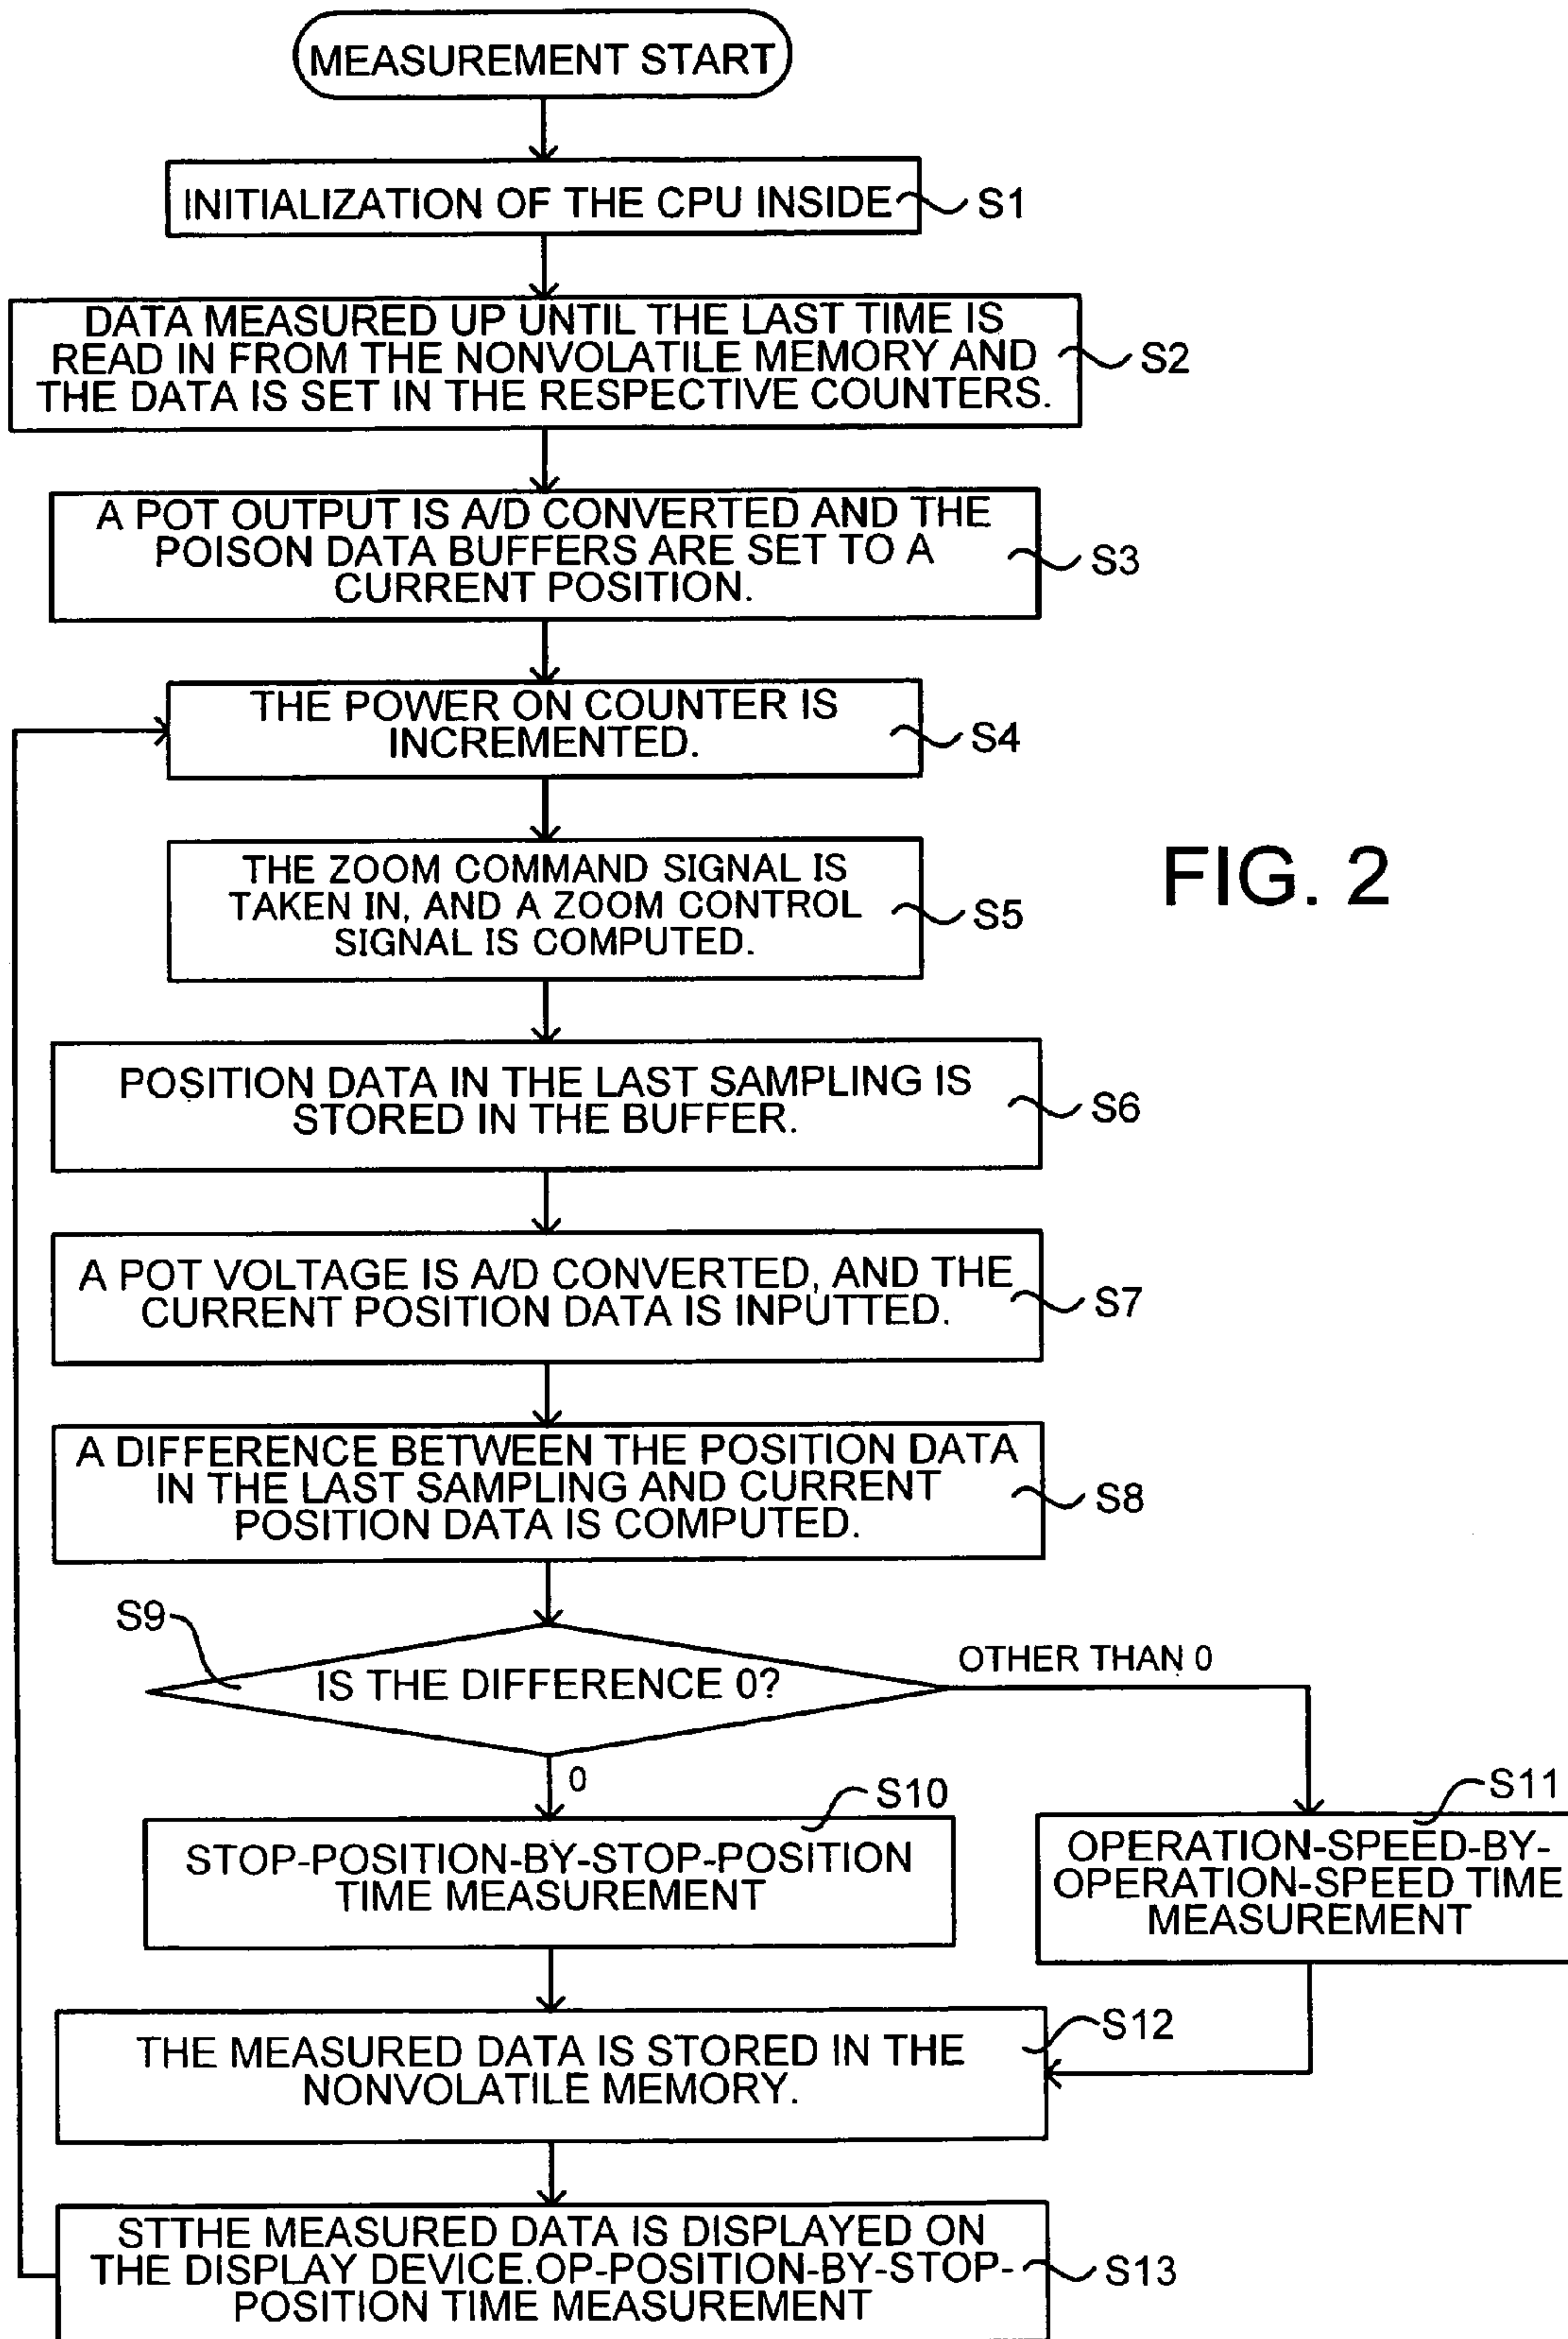 MEASUREMENT START
INITIALIZATION OF THE CPU INSIDE
S1
DATA MEASURED UP UNTIL THE LAST TIME IS
READ IN FROM THE NONVOLATILE MEMORY AND
THE DATA IS SET IN THE RESPECTIVE COUNTERS.
S2
A POT OUTPUT IS A/D CONVERTED AND THE
POISON DATA BUFFERS ARE SET TO A
CURRENT POSITION.
S3
THE POWER ON COUNTER IS
INCREMENTED.
S4
THE ZOOM COMMAND SIGNAL IS
TAKEN IN, AND A ZOOM CONTROL
SIGNAL IS COMPUTED.
S5
FIG. 2
POSITION DATA IN THE LAST SAMPLING IS
STORED IN THE BUFFER.
S6
A POT VOLTAGE IS A/D CONVERTED, AND THE
CURRENT POSITION DATA IS INPUTTED.
S7
A DIFFERENCE BETWEEN THE POSITION DATA
IN THE LAST SAMPLING AND CURRENT
POSITION DATA IS COMPUTED.
S8
S9
IS THE DIFFERENCE 0?
OTHER THAN 0
0
S10
STOP-POSITION-BY-STOP-POSITION
TIME MEASUREMENT
S11
OPERATION-SPEED-BY-
OPERATION-SPEED TIME
MEASUREMENT
S12
THE MEASURED DATA IS STORED IN THE
NONVOLATILE MEMORY.
STTHE MEASURED DATA IS DISPLAYED ON
THE DISPLAY DEVICE.OP-POSITION-BY-STOP-
POSITION TIME MEASUREMENT
S13